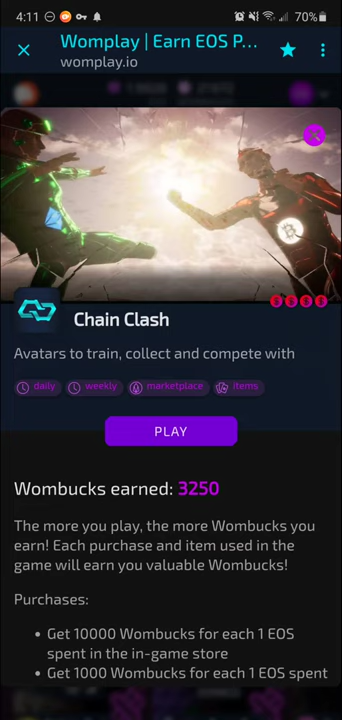 4:11
70%
Womplay | Earn EOS P...
womplay.io
Chain Clash
Avatars to train, collect and compete with
daily
weekly
marketplace
items
PLAY
Wombucks earned: 3250
The more you play, the more Wombucks you
earn! Each purchase and item used in the
game will earn you valuable Wombucks!
Purchases:
• Get 10000 Wombucks for each 1 EOS
spent in the in-game store
• Get 1000 Wombucks for each 1 EOS spent